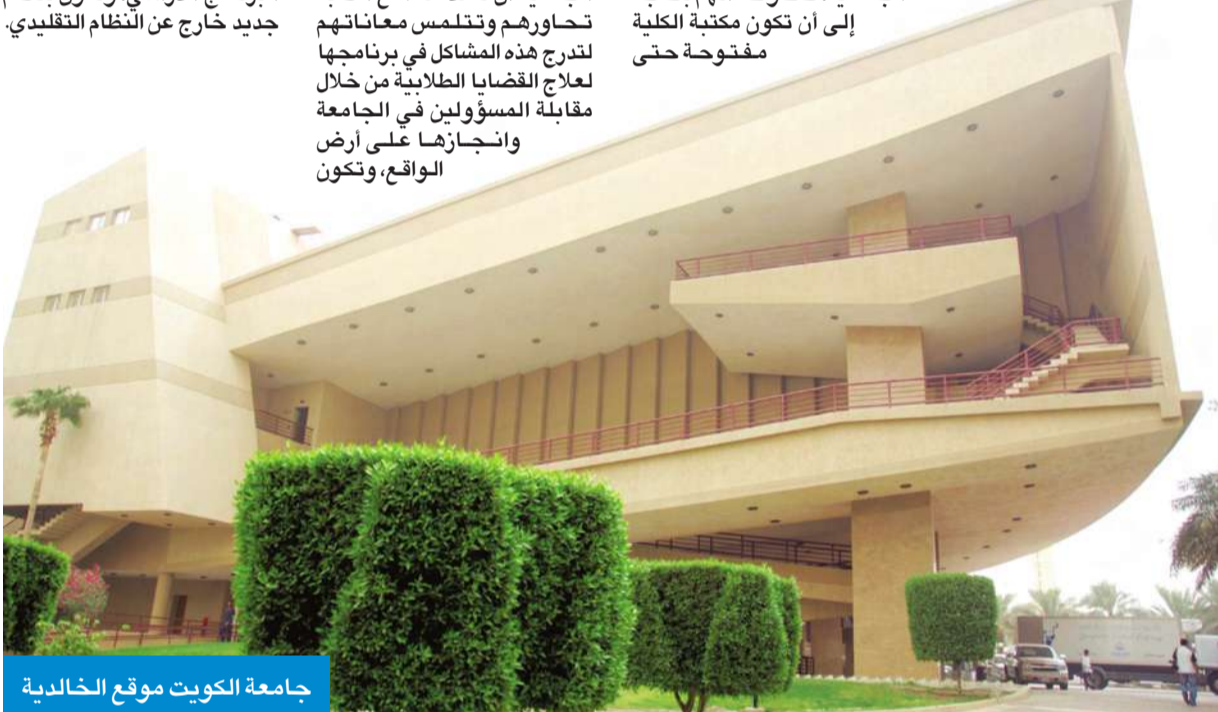 إلى أن تكون مكتبة الكلية
مفتوحة حتى
تحاورهم وتتلمس معاناتهم
لتدرج هذه المشاكل في برنامجها
لعلاج القضايا الطلابية من خلال
مقابلة المسؤولين في الجامعة
وانجازها على أرض
الواقع، وتكون
جديد خارج عن النظام التقليدي.
جامعة الكويت موقع الخالدية